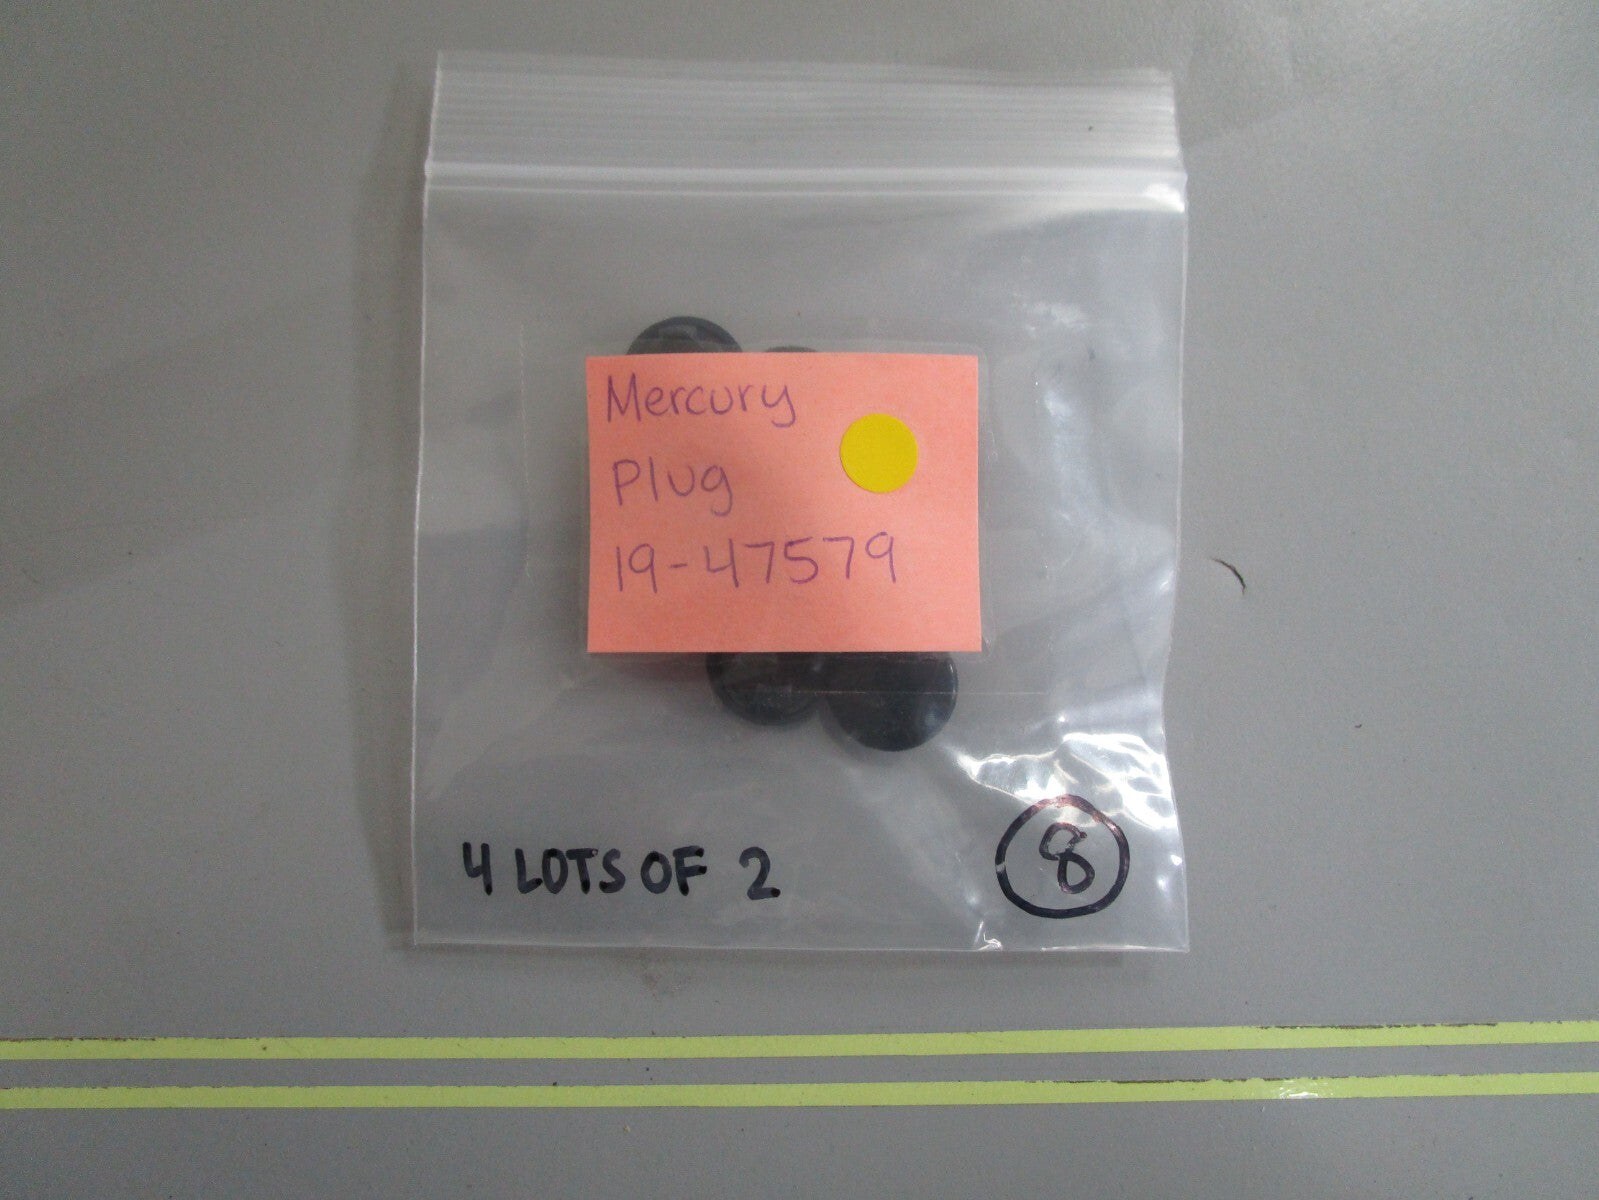 Mercury
Plug
19-47579
4 LOTS OF 2
8